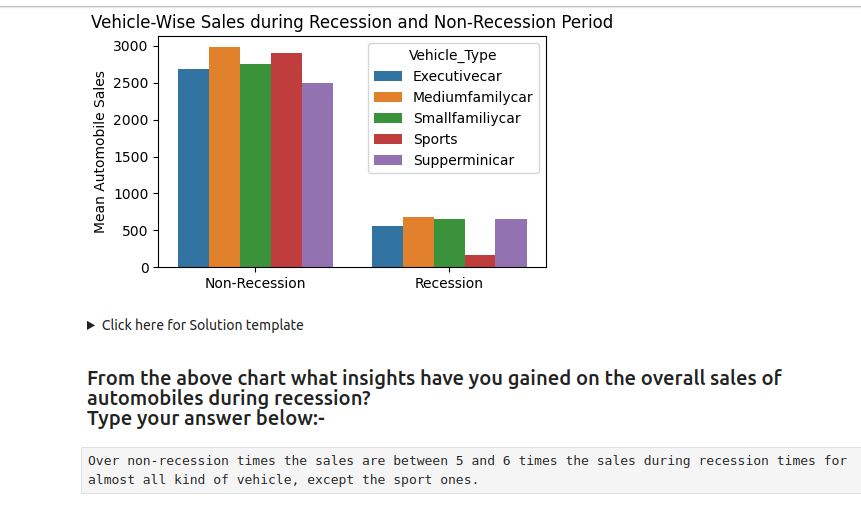 Vehicle-Wise Sales during Recession and Non-Recession Period
Mean Automobile Sales
3000
2500
2000
1500
1000
500
0
Vehicle_Type
Executivecar
Mediumfamilycar
Smallfamiliycar
Sports
Supperminicar
Non-Recession
Recession
Click here for Solution template
From the above chart what insights have you gained on the overall sales of
automobiles during recession?
Type your answer below:-
Over non-recession times the sales are between 5 and 6 times the sales during recession times for
almost all kind of vehicle, except the sport ones.